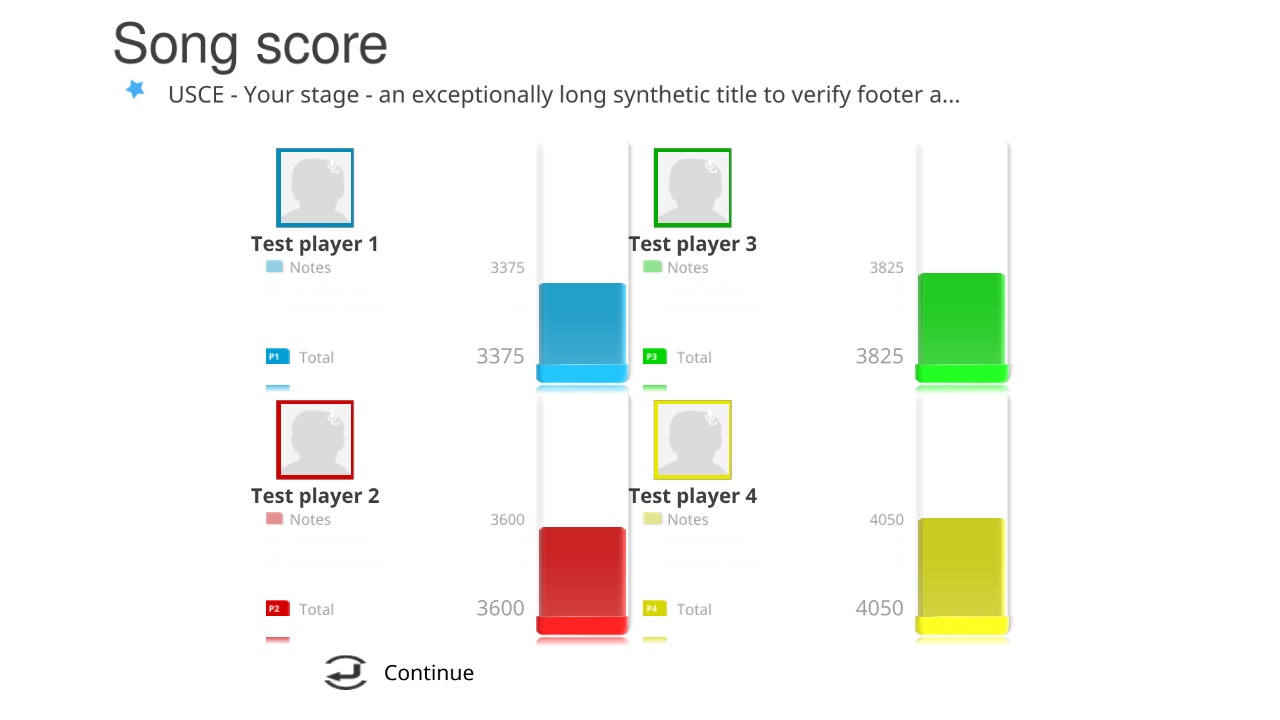 Song score
USCE - Your stage - an exceptionally long synthetic title to verify footer a...
Test player 1
Notes 3375
P1 Total 3375
Test player 3
Notes 3825
P3 Total 3825
Test player 2
Notes 3600
P2 Total 3600
Test player 4
Notes 4050
P4 Total 4050
Continue